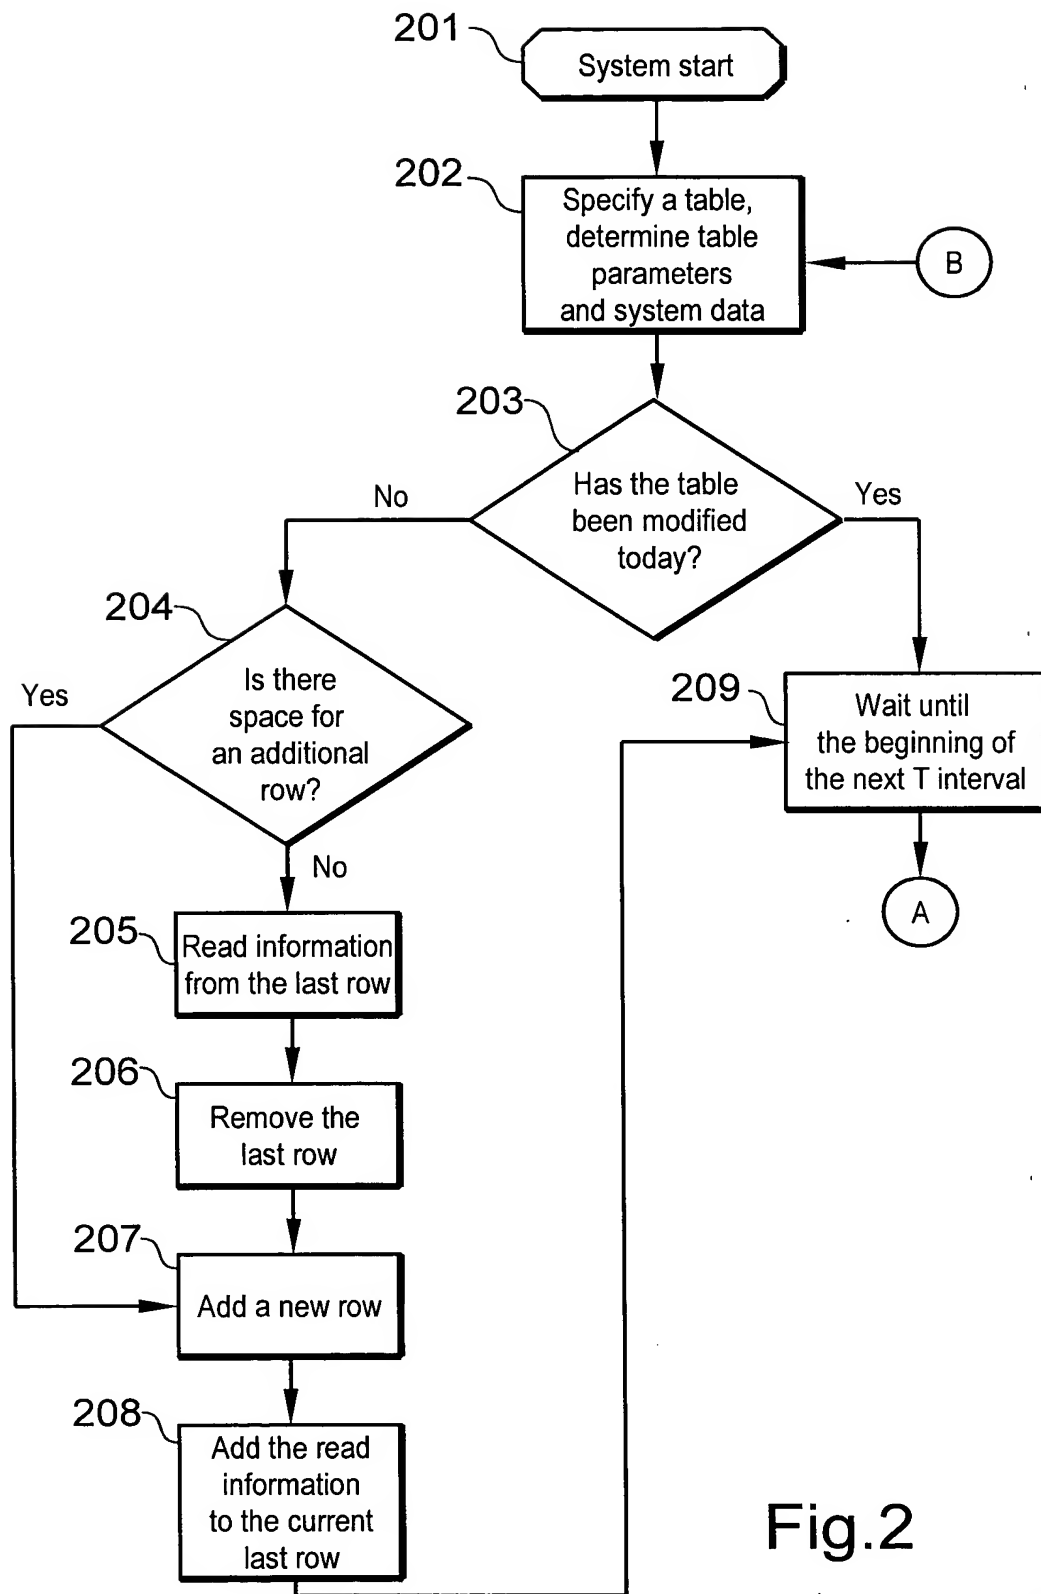 201
System start
202
Specify a table,
determine table
parameters
and system data
B
203
Has the table
been modified
today?
No
Yes
204
Is there
space for
an additional
row?
Yes
No
209
Wait until
the beginning of
the next T interval
A
205
Read information
from the last row
206
Remove the
last row
207
Add a new row
208
Add the read
information
to the current
last row
Fig.2